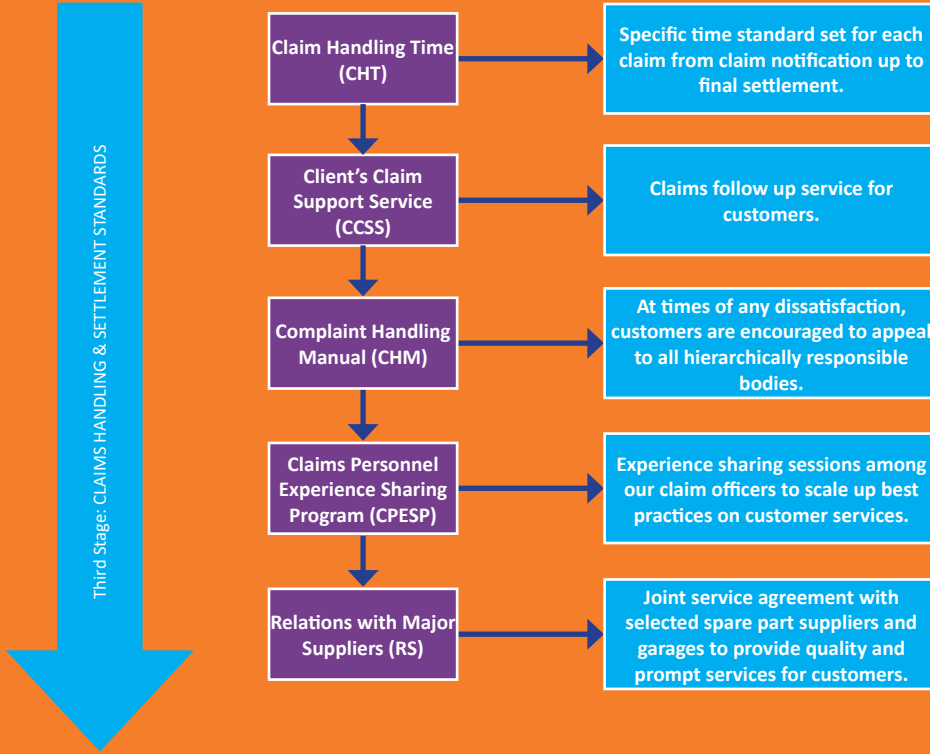 Third Stage: CLAIMS HANDLING & SETTLEMENT STANDARDS
Claim Handling Time
(CHT)
Specific time standard set for each
claim from claim notification up to
final settlement.
Client’s Claim
Support Service
(CCSS)
Claims follow up service for
customers.
Complaint Handling
Manual (CHM)
At times of any dissatisfaction,
customers are encouraged to appeal
to all hierarchically responsible
bodies.
Claims Personnel
Experience Sharing
Program (CPESP)
Experience sharing sessions among
our claim officers to scale up best
practices on customer services.
Relations with Major
Suppliers (RS)
Joint service agreement with
selected spare part suppliers and
garages to provide quality and
prompt services for customers.